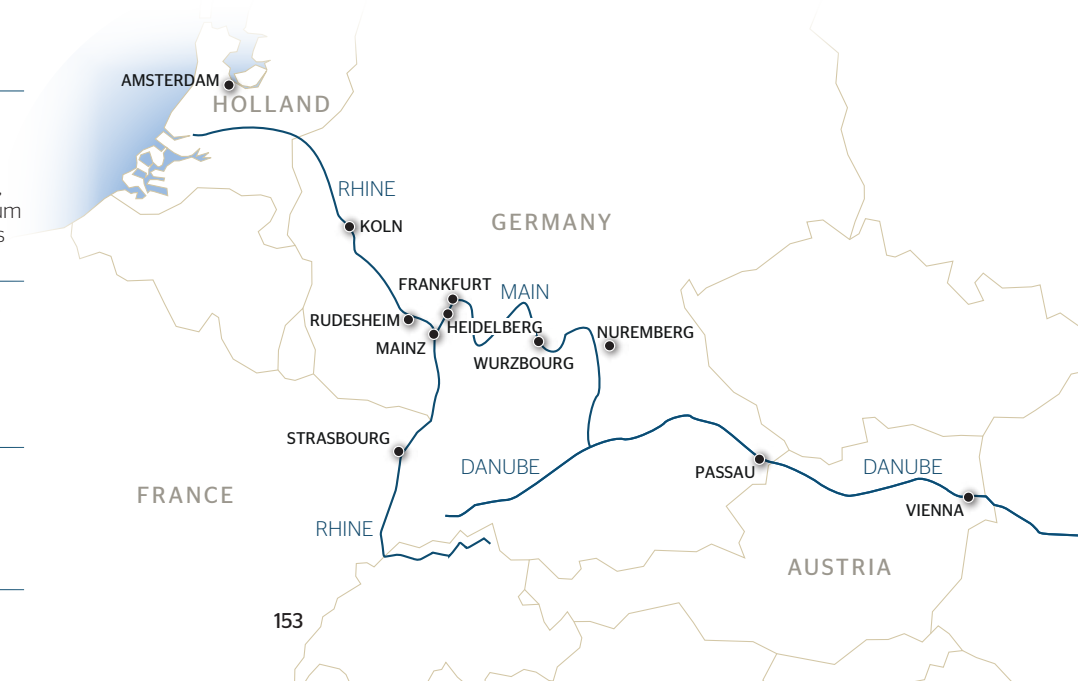 AMSTERDAM
HOLLAND
RHINE
um
s
GERMANY
KOLN
FRANKFURT
MAIN
RUDESHEIM
HEIDELBERG
NUREMBERG
MAINZ
WURZBOURG
STRASBOURG
DANUBE
PASSAU
DANUBE
FRANCE
VIENNA
RHINE
AUSTRIA
153